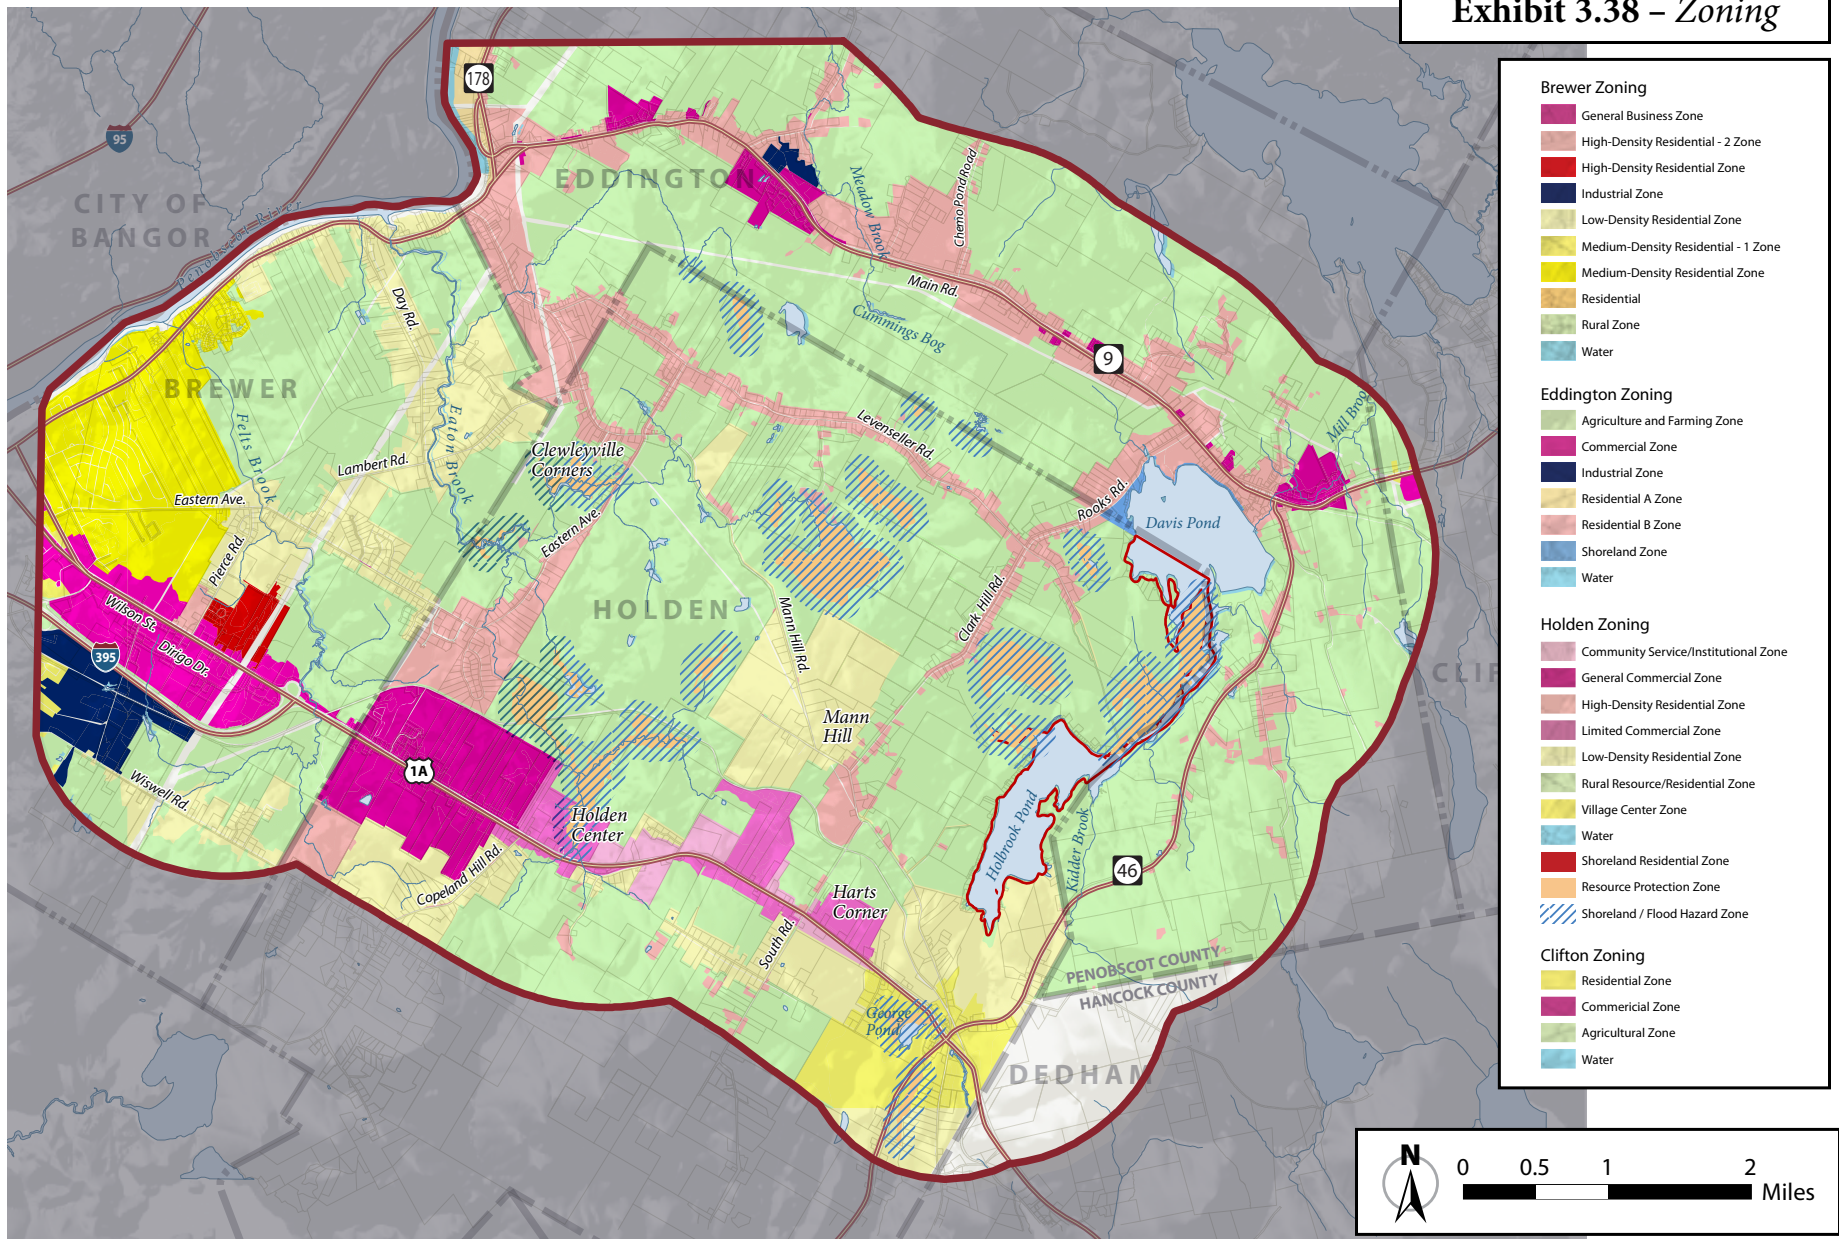 Exhibit 3.38 – Zoning
Brewer Zoning
General Business Zone
High-Density Residential - 2 Zone
High-Density Residential Zone
Industrial Zone
Low-Density Residential Zone
Medium-Density Residential - 1 Zone
Medium-Density Residential Zone
Residential
Rural Zone
Water
Eddington Zoning
Agriculture and Farming Zone
Commercial Zone
Industrial Zone
Residential A Zone
Residential B Zone
Shoreland Zone
Water
Holden Zoning
Community Service/Institutional Zone
General Commercial Zone
High-Density Residential Zone
Limited Commercial Zone
Low-Density Residential Zone
Rural Resource/Residential Zone
Village Center Zone
Water
Shoreland Residential Zone
Resource Protection Zone
Shoreland / Flood Hazard Zone
Clifton Zoning
Residential Zone
Commericial Zone
Agricultural Zone
Water
N
0 0.5 1 2
Miles
178
95
CITY OF
BANGOR
Penobscot River
EDDINGTON
Meadow Brook
Chemo Pond Road
Main Rd.
Cummings Bog
9
Day Rd.
BREWER
Felts Brook
Eaton Brook
Lambert Rd.
Eastern Ave.
Clewleyville
Corners
Levenseller Rd.
Mill Broo
Rooks Rd.
Davis Pond
Eastern Ave.
Pierce Rd.
HOLDEN
Mann Hill Rd.
Clark Hill Rd.
Wilson St.
Dirigo Dr.
395
CLIF
Mann
Hill
1A
Wiswell Rd.
Holden
Center
Holbrook Pond
Kidder Brook
46
Copeland Hill Rd.
Harts
Corner
South Rd.
PENOBSCOT COUNTY
HANCOCK COUNTY
George
Pond
DEDHAM